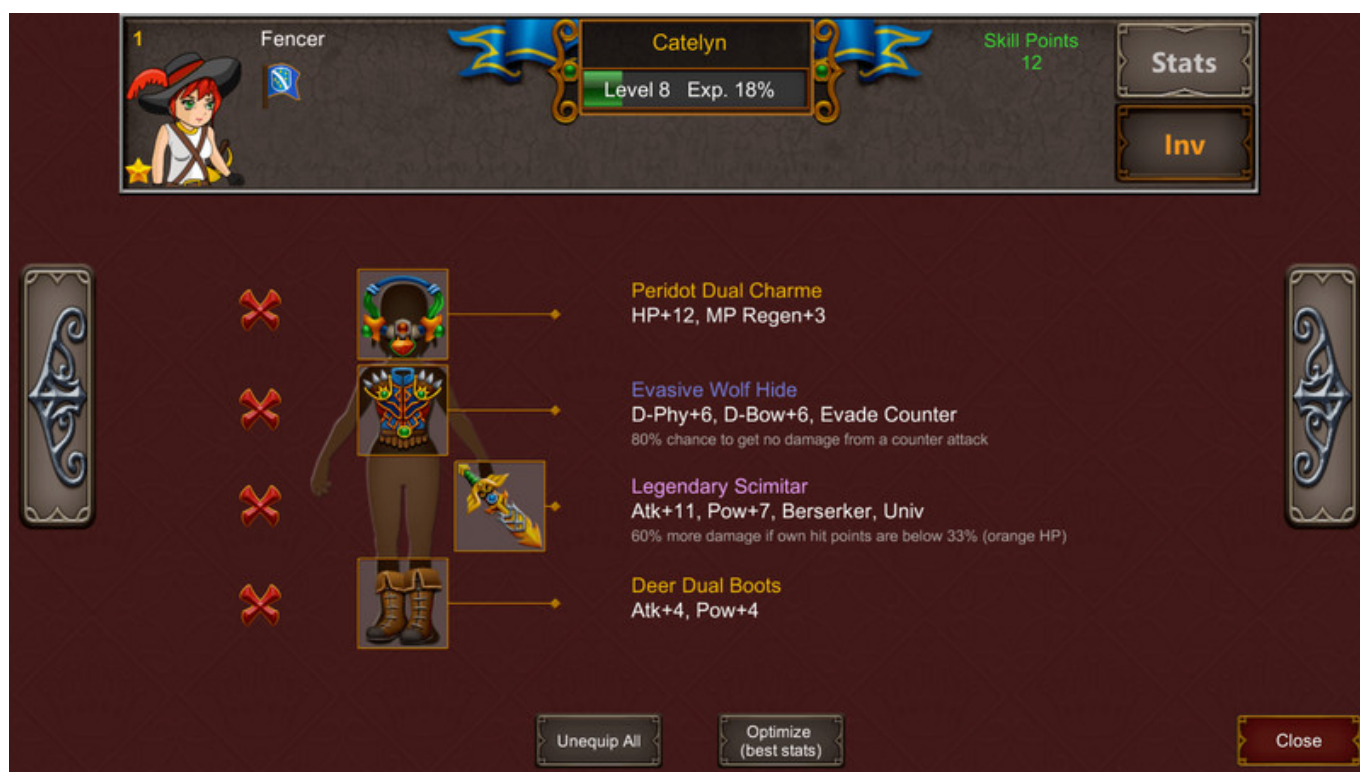 1
Fencer
Catelyn
Level 8 Exp. 18%
Skill Points
12
Stats
Inv
Peridot Dual Charme
HP+12, MP Regen+3
Evasive Wolf Hide
D-Phy+6, D-Bow+6, Evade Counter
80% chance to get no damage from a counter attack
Legendary Scimitar
Atk+11, Pow+7, Berserker, Univ
60% more damage if own hit points are below 33% (orange HP)
Deer Dual Boots
Atk+4, Pow+4
Unequip All
Optimize
(best stats)
Close